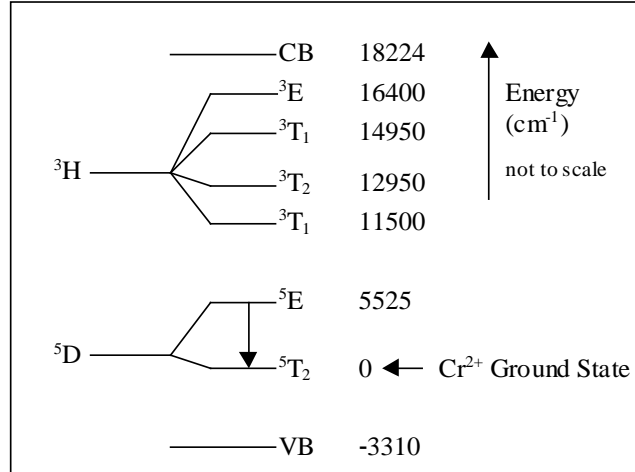 CB 18224
³E 16400
Energy
(cm⁻¹)
³T₁ 14950
not to scale
³H
³T₂ 12950
³T₁ 11500
⁵E 5525
⁵D
⁵T₂ 0 Cr²⁺ Ground State
VB -3310